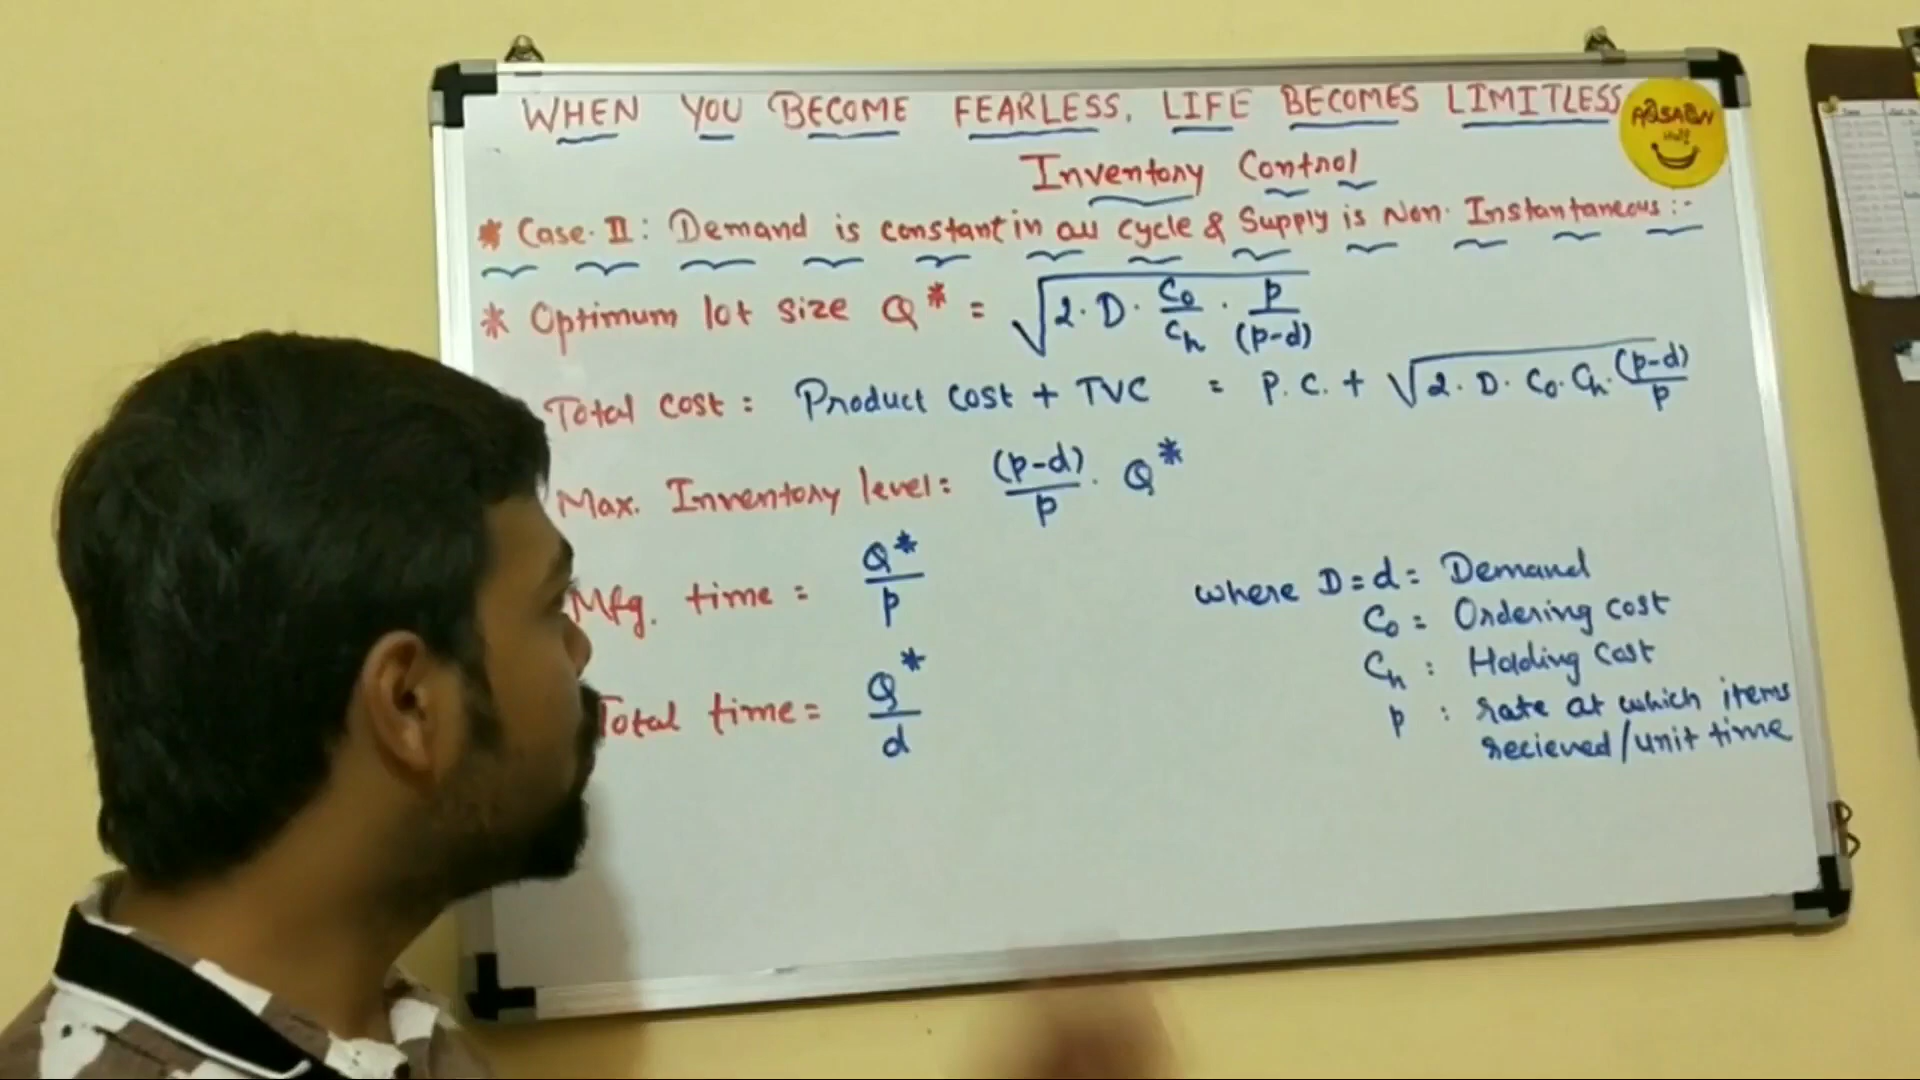 WHEN YOU BECOME FEARLESS, LIFE BECOMES LIMITLESS
Inventory Control
* Case-II: Demand is constant in all cycle & Supply is Non-Instantaneous:-
* Optimum lot size Q* = √(2·D·Co/Ch · p/(p-d))
Total cost: Product cost + TVC = P.C. + √(2·D·Co·Ch·(p-d)/p)
Max. Inventory level: (p-d)/p · Q*
Mfg. time = Q*/p
Total time = Q*/d
where D=d= Demand
Co = Ordering cost
Ch : Holding cost
p : rate at which items
recieved/unit time